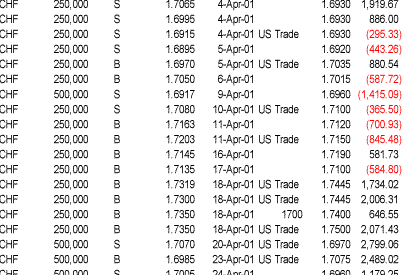 CHF 250,000 S 1.7065 4-Apr-01 1.6930 1,919.67
CHF 250,000 S 1.6995 4-Apr-01 1.6930 886.00
CHF 250,000 S 1.6915 4-Apr-01 US Trade 1.6930 (295.33)
CHF 250,000 S 1.6895 5-Apr-01 1.6920 (443.26)
CHF 250,000 B 1.6970 5-Apr-01 US Trade 1.7035 880.54
CHF 250,000 B 1.7050 6-Apr-01 1.7015 (587.72)
CHF 500,000 S 1.6917 9-Apr-01 1.6960 (1,415.09)
CHF 250,000 S 1.7080 10-Apr-01 US Trade 1.7100 (365.50)
CHF 250,000 B 1.7163 11-Apr-01 1.7120 (700.93)
CHF 250,000 B 1.7203 11-Apr-01 US Trade 1.7150 (845.48)
CHF 250,000 B 1.7145 16-Apr-01 1.7190 581.73
CHF 250,000 B 1.7135 17-Apr-01 1.7100 (584.80)
CHF 250,000 B 1.7319 18-Apr-01 US Trade 1.7445 1,734.02
CHF 250,000 B 1.7300 18-Apr-01 US Trade 1.7445 2,006.31
CHF 250,000 B 1.7350 18-Apr-01 1700 1.7400 646.55
CHF 250,000 B 1.7350 18-Apr-01 US Trade 1.7500 2,071.43
CHF 500,000 S 1.7070 20-Apr-01 US Trade 1.6970 2,799.06
CHF 500,000 B 1.6985 23-Apr-01 US Trade 1.7075 2,489.02
CHF 500,000 S 1.7005 24-Apr-01 1.6960 1,179.25